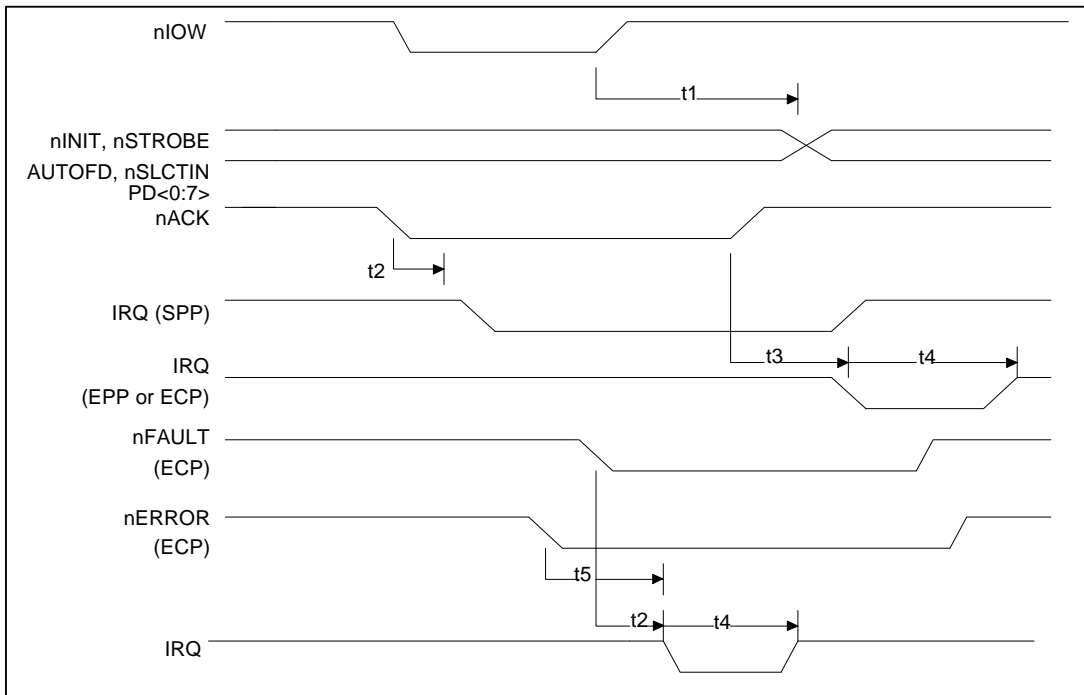 nIOW
t1
nINIT, nSTROBE
AUTOFD, nSLCTIN
PD<0:7>
nACK
t2
IRQ (SPP)
t3
t4
IRQ
(EPP or ECP)
nFAULT
(ECP)
nERROR
(ECP)
t5
t2
t4
IRQ